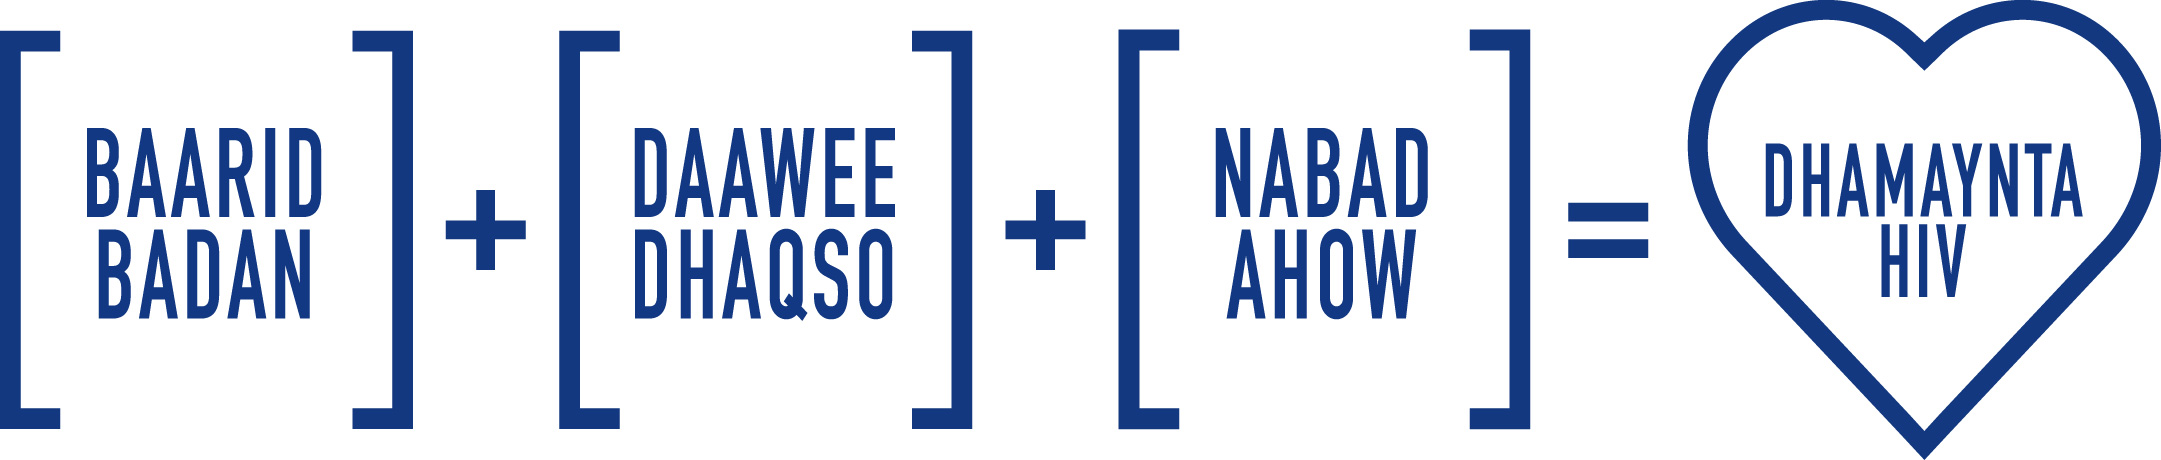 BAARID
BADAN
+
DAAWEE
DHAQSO
+
NABAD
AHOW
=
DHAMAYNTA
HIV